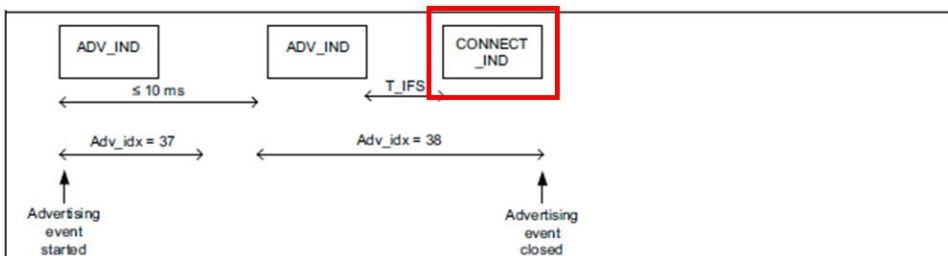 ADV_IND
ADV_IND
CONNECT
_IND
T_IFS
≤ 10 ms
Adv_idx = 37
Adv_idx = 38
Advertising
event
started
Advertising
event
closed